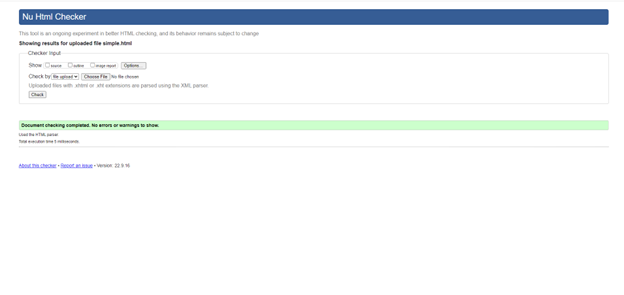 Nu Html Checker
This tool is an ongoing experiment in better HTML checking, and its behavior remains subject to change
Showing results for uploaded file simple.html
Checker Input
Show source outline image report Options...
Check by file upload Choose File No file chosen
Uploaded files with .xhtml or .xht extensions are parsed using the XML parser.
Check
Document checking completed. No errors or warnings to show.
Used the HTML parser.
Total execution time 5 milliseconds.
About this checker • Report an issue • Version: 22.9.16